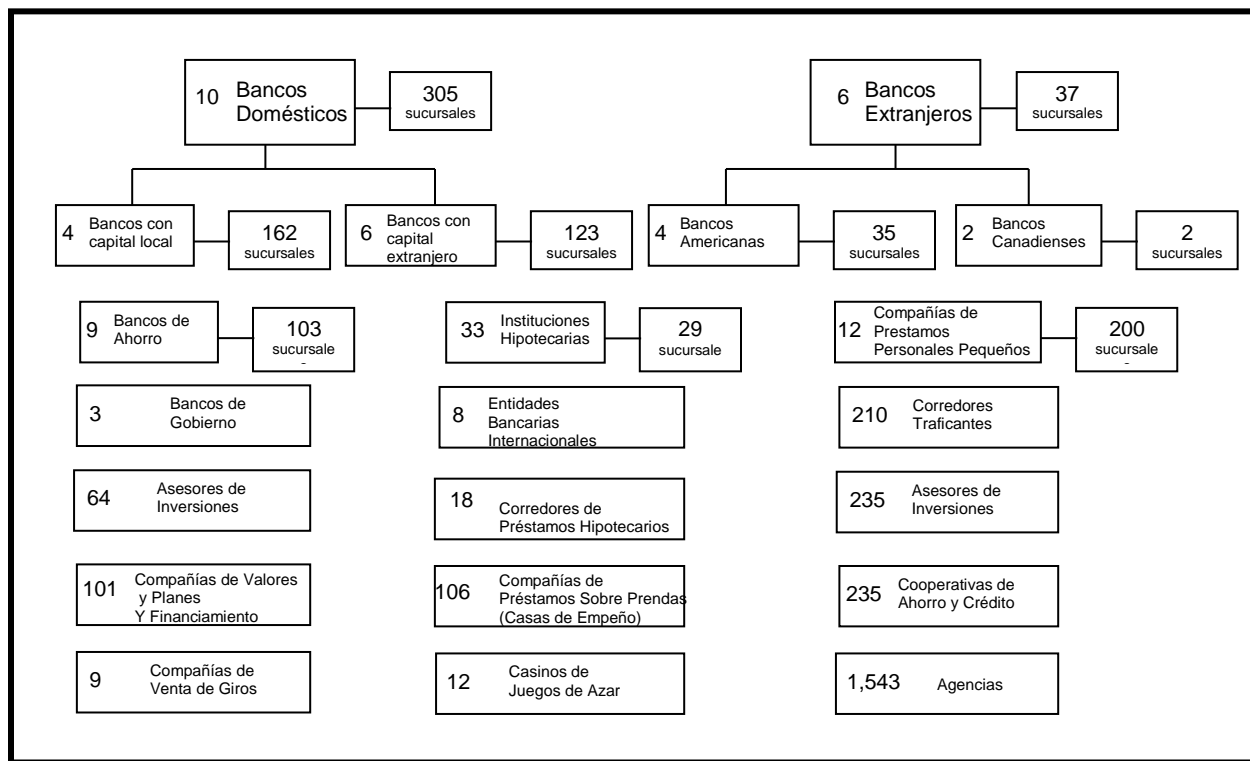 10 Bancos
Domésticos
305
sucursales
6 Bancos
Extranjeros
37
sucursales
4 Bancos con
capital local
162
sucursales
6 Bancos con
capital
extranjero
123
sucursales
4 Bancos
Americanas
35
sucursales
2 Bancos
Canadienses
2
sucursales
9 Bancos de
Ahorro
103
sucursale
33 Instituciones
Hipotecarias
29
sucursale
12 Compañías de
Prestamos
Personales Pequeños
200
sucursale
3 Bancos de
Gobierno
8 Entidades
Bancarias
Internacionales
210 Corredores
Traficantes
64 Asesores de
Inversiones
18 Corredores de
Préstamos Hipotecarios
235 Asesores de
Inversiones
101 Compañías de Valores
y Planes
Y Financiamiento
106 Compañías de
Préstamos Sobre Prendas
(Casas de Empeño)
235 Cooperativas de
Ahorro y Crédito
9 Compañías de
Venta de Giros
12 Casinos de
Juegos de Azar
1,543 Agencias